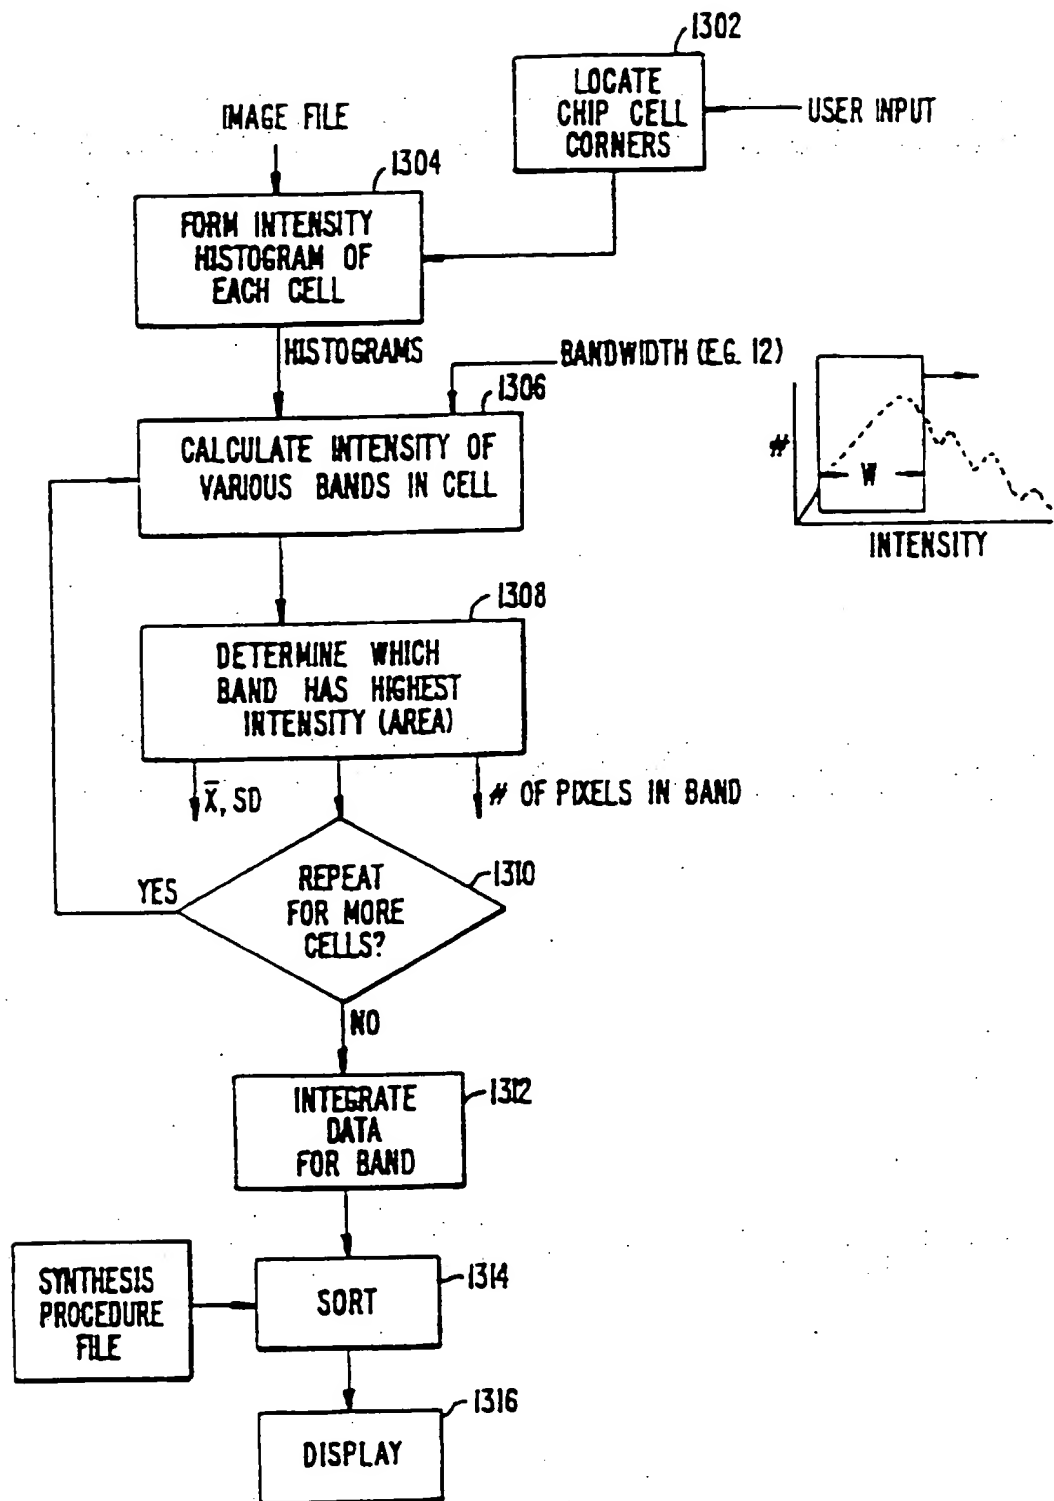 1302
LOCATE
CHIP CELL
CORNERS
USER INPUT
IMAGE FILE
1304
FORM INTENSITY
HISTOGRAM OF
EACH CELL
HISTOGRAMS
BANDWIDTH (E.G. 12)
1306
CALCULATE INTENSITY OF
VARIOUS BANDS IN CELL
#
W
INTENSITY
1308
DETERMINE WHICH
BAND HAS HIGHEST
INTENSITY (AREA)
X̄, SD
# OF PIXELS IN BAND
1310
REPEAT
FOR MORE
CELLS?
YES
NO
1312
INTEGRATE
DATA
FOR BAND
SYNTHESIS
PROCEDURE
FILE
1314
SORT
1316
DISPLAY